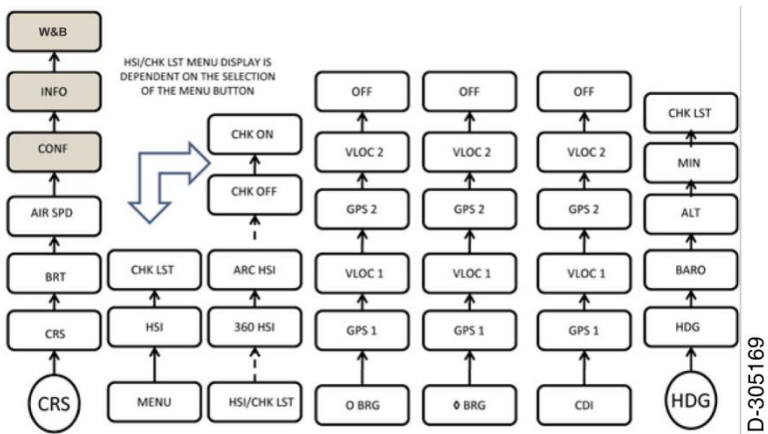 W&B
INFO
CONF
AIR SPD
BRT
CRS
CRS
HSI/CHK LST MENU DISPLAY IS
DEPENDENT ON THE SELECTION
OF THE MENU BUTTON
CHK LST
HSI
MENU
CHK ON
CHK OFF
ARC HSI
360 HSI
HSI/CHK LST
OFF
VLOC 2
GPS 2
VLOC 1
GPS 1
O BRG
OFF
VLOC 2
GPS 2
VLOC 1
GPS 1
◊ BRG
OFF
VLOC 2
GPS 2
VLOC 1
GPS 1
CDI
CHK LST
MIN
ALT
BARO
HDG
HDG
D-305169